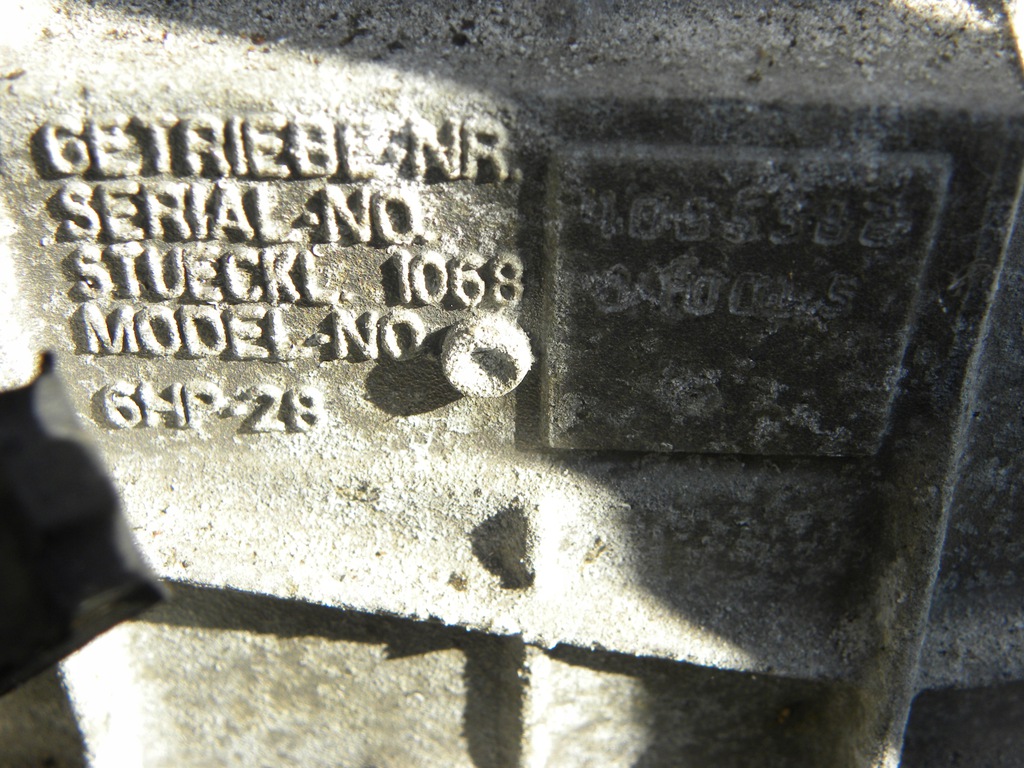 GETRIEBE-NR.
SERIAL-NO.
STUECKL. 1068
MODEL-NO.
6HP-28